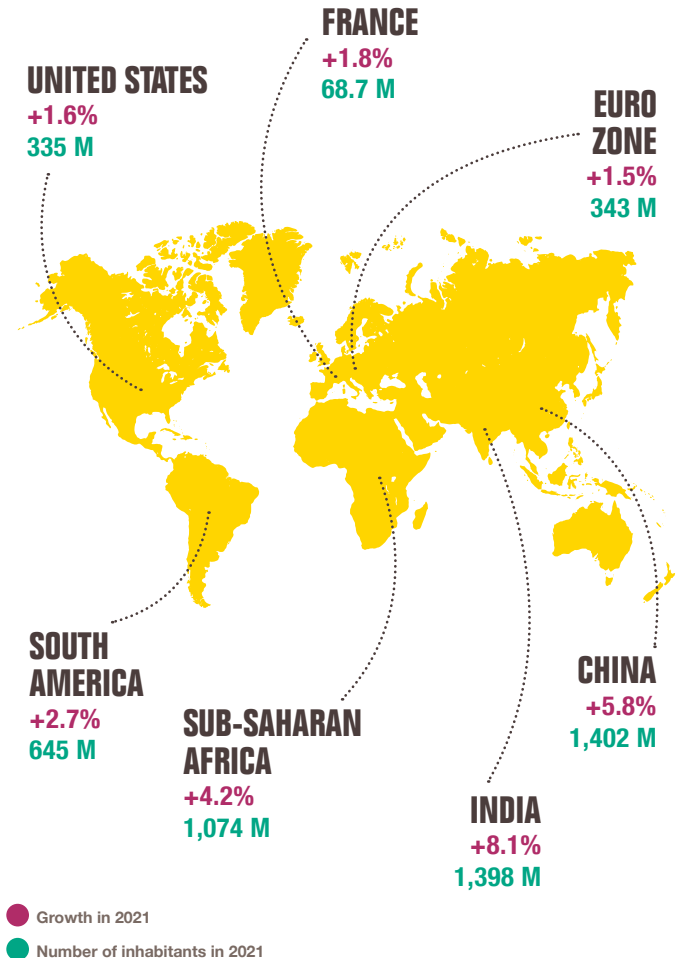 FRANCE
+1.8%
68.7 M
UNITED STATES
+1.6%
335 M
EURO
ZONE
+1.5%
343 M
SOUTH
AMERICA
+2.7%
645 M
SUB-SAHARAN
AFRICA
+4.2%
1,074 M
CHINA
+5.8%
1,402 M
INDIA
+8.1%
1,398 M
Growth in 2021
Number of inhabitants in 2021